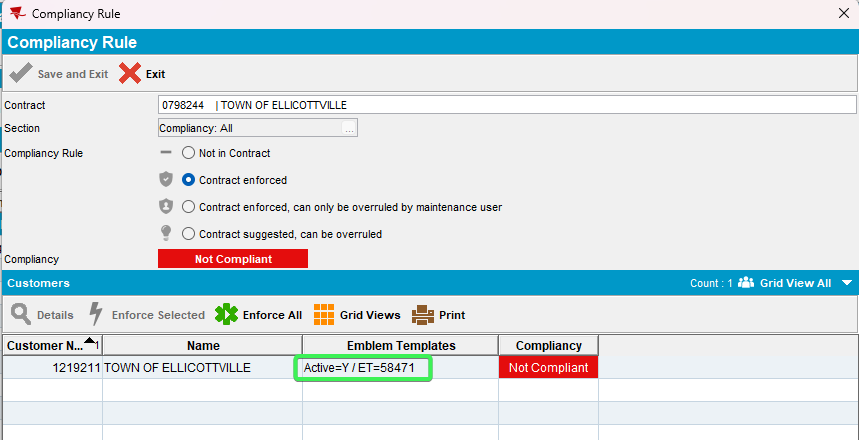 Compliancy Rule
Compliancy Rule
Save and Exit Exit
Contract 0798244 | TOWN OF ELLICOTTVILLE
Section Compliancy: All ...
Compliancy Rule Not in Contract
Contract enforced
Contract enforced, can only be overruled by maintenance user
Contract suggested, can be overruled
Compliancy Not Compliant
Customers Count : 1 Grid View All
Details Enforce Selected Enforce All Grid Views Print
Customer N... 1 Name Emblem Templates Compliancy
1219211 TOWN OF ELLICOTTVILLE Active=Y / ET=58471 Not Compliant